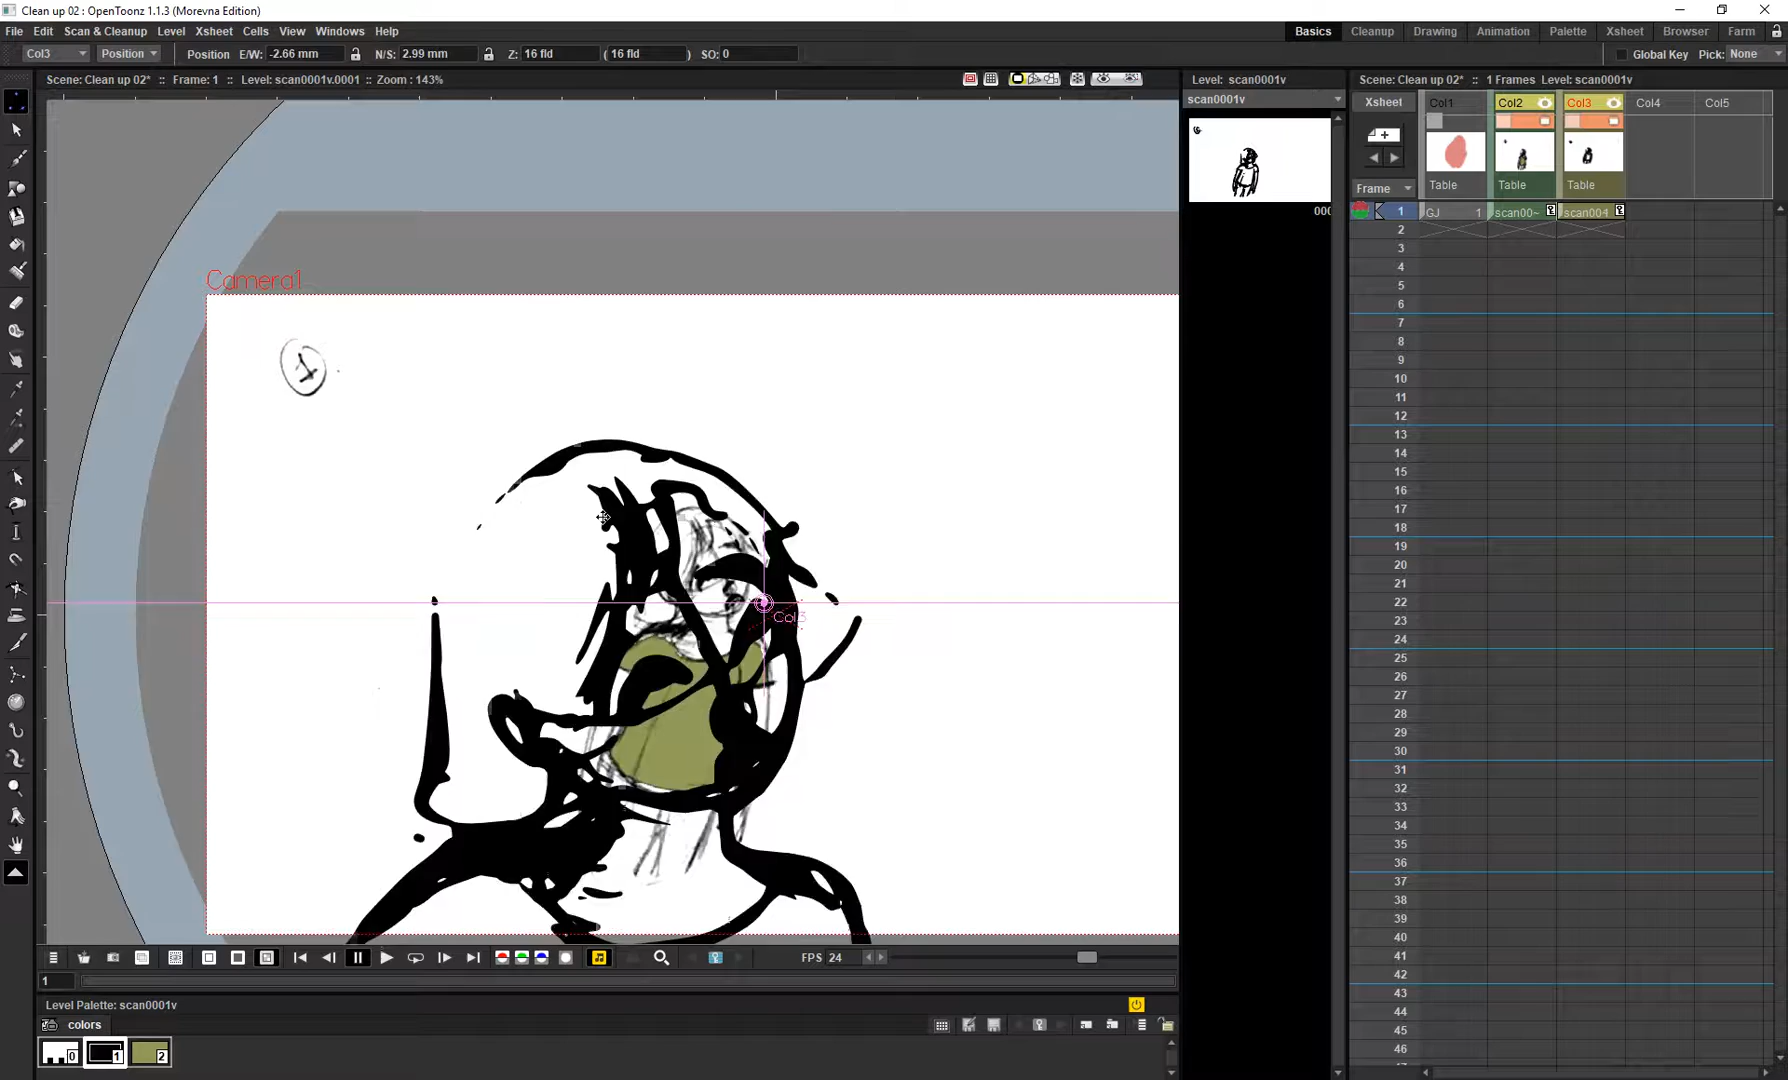 Clean up 02 : OpenToonz 1.1.3 (Morevna Edition)
File Edit Scan & Cleanup Level Xsheet Cells View Windows Help
Basics Cleanup Drawing Animation Palette Xsheet Browser Farm
Col3 Position Position E/W: -2.66 mm N/S: 2.99 mm Z: 16 fld ( 16 fld ) SO: 0
Global Key Pick: None
Scene: Clean up 02* :: Frame: 1 :: Level: scan0001v.0001 :: Zoom : 143%
Level: scan0001v
scan0001v
000
Scene: Clean up 02* :: 1 Frames Level: scan0001v
Xsheet Col1 Col2 Col3 Col4 Col5
Frame Table Table Table
1 GJ 1 scan00~ scan004
2
3
4
5
6
7
8
9
10
11
12
13
14
15
16
17
18
19
20
21
22
23
24
25
26
27
28
29
30
31
32
33
34
35
36
37
38
39
40
41
42
43
44
45
46
Camera1
1
Col3
FPS 24
1
Level Palette: scan0001v
colors
0 1 2